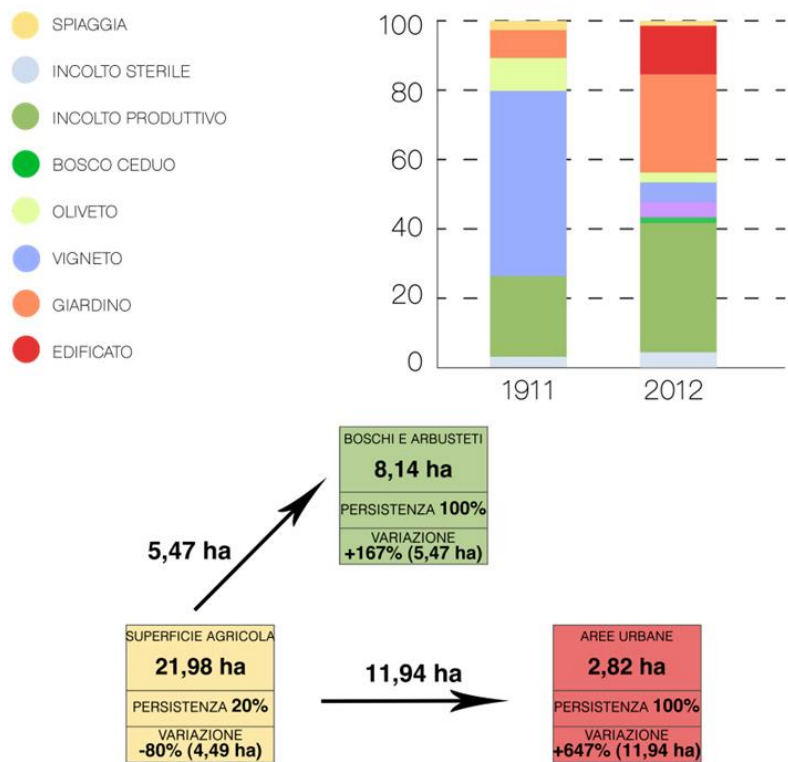 SPIAGGIA
INCOLTO STERILE
INCOLTO PRODUTTIVO
BOSCO CEDUO
OLIVETO
VIGNETO
GIARDINO
EDIFICATO
100
80
60
40
20
0
1911
2012
BOSCHI E ARBUSTETI
8,14 ha
PERSISTENZA 100%
VARIAZIONE
+167% (5,47 ha)
5,47 ha
SUPERFICIE AGRICOLA
21,98 ha
PERSISTENZA 20%
VARIAZIONE
-80% (4,49 ha)
11,94 ha
AREE URBANE
2,82 ha
PERSISTENZA 100%
VARIAZIONE
+647% (11,94 ha)